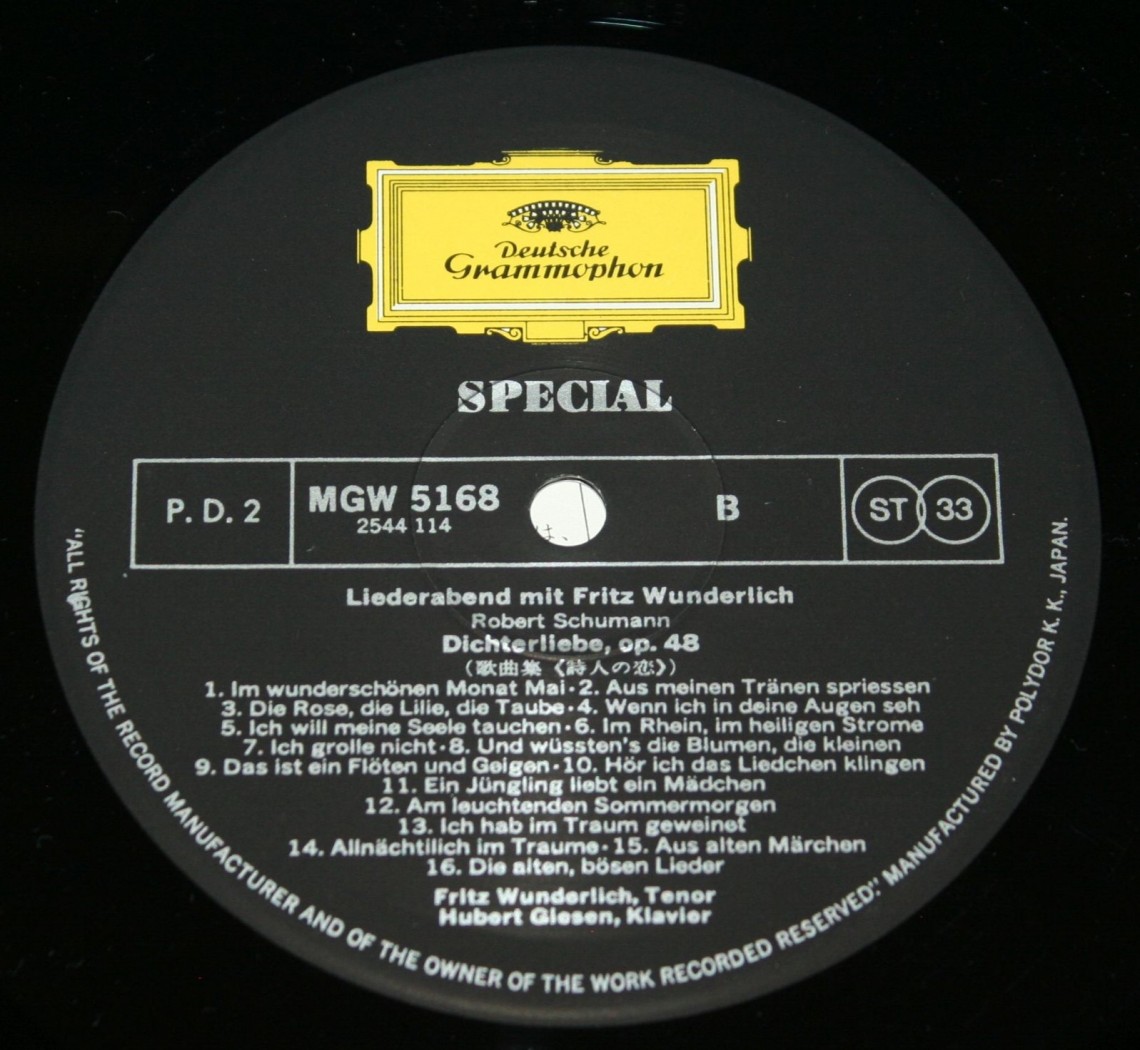 Deutsche
Grammophon
SPECIAL
P. D. 2
MGW 5168
2544 114
は、
B
ST 33
Liederabend mit Fritz Wunderlich
Robert Schumann
Dichterliebe, op. 48
(歌曲集《詩人の恋》)
1. Im wunderschönen Monat Mai · 2. Aus meinen Tränen spriessen
3. Die Rose, die Lilie, die Taube · 4. Wenn ich in deine Augen seh
5. Ich will meine Seele tauchen · 6. Im Rhein, im heiligen Strome
7. Ich grolle nicht · 8. Und wüssten's die Blumen, die kleinen
9. Das ist ein Flöten und Geigen · 10. Hör ich das Liedchen klingen
11. Ein Jüngling liebt ein Mädchen
12. Am leuchtenden Sommermorgen
13. Ich hab im Traum geweinet
14. Allnächtilich im Traume · 15. Aus alten Märchen
16. Die alten, bösen Lieder
Fritz Wunderlich, Tenor
Hubert Giesen, Klavier
"ALL RIGHTS OF THE RECORD MANUFACTURER AND OF THE OWNER OF THE WORK RECORDED RESERVED." MANUFACTURED BY POLYDOR K. K., JAPAN.